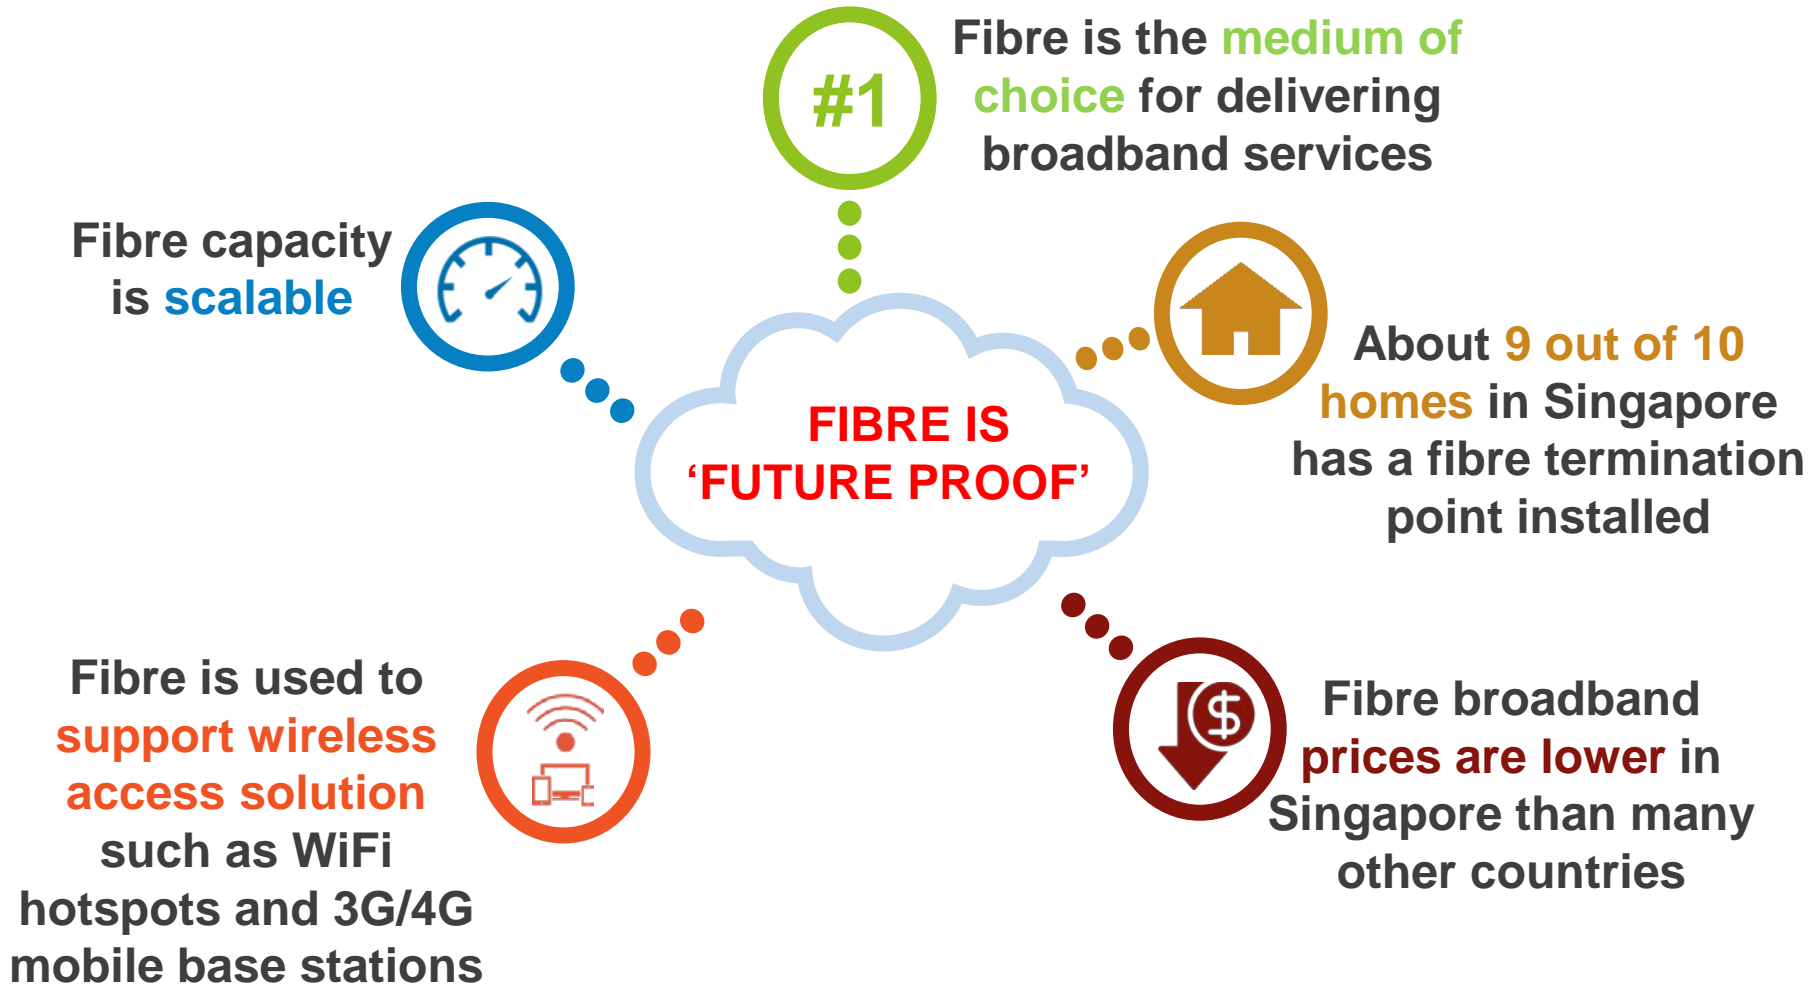 #1
Fibre is the medium of
choice for delivering
broadband services
Fibre capacity
is scalable
About 9 out of 10
homes in Singapore
has a fibre termination
point installed
FIBRE IS
‘FUTURE PROOF’
Fibre is used to
support wireless
access solution
such as WiFi
hotspots and 3G/4G
mobile base stations
$
Fibre broadband
prices are lower in
Singapore than many
other countries